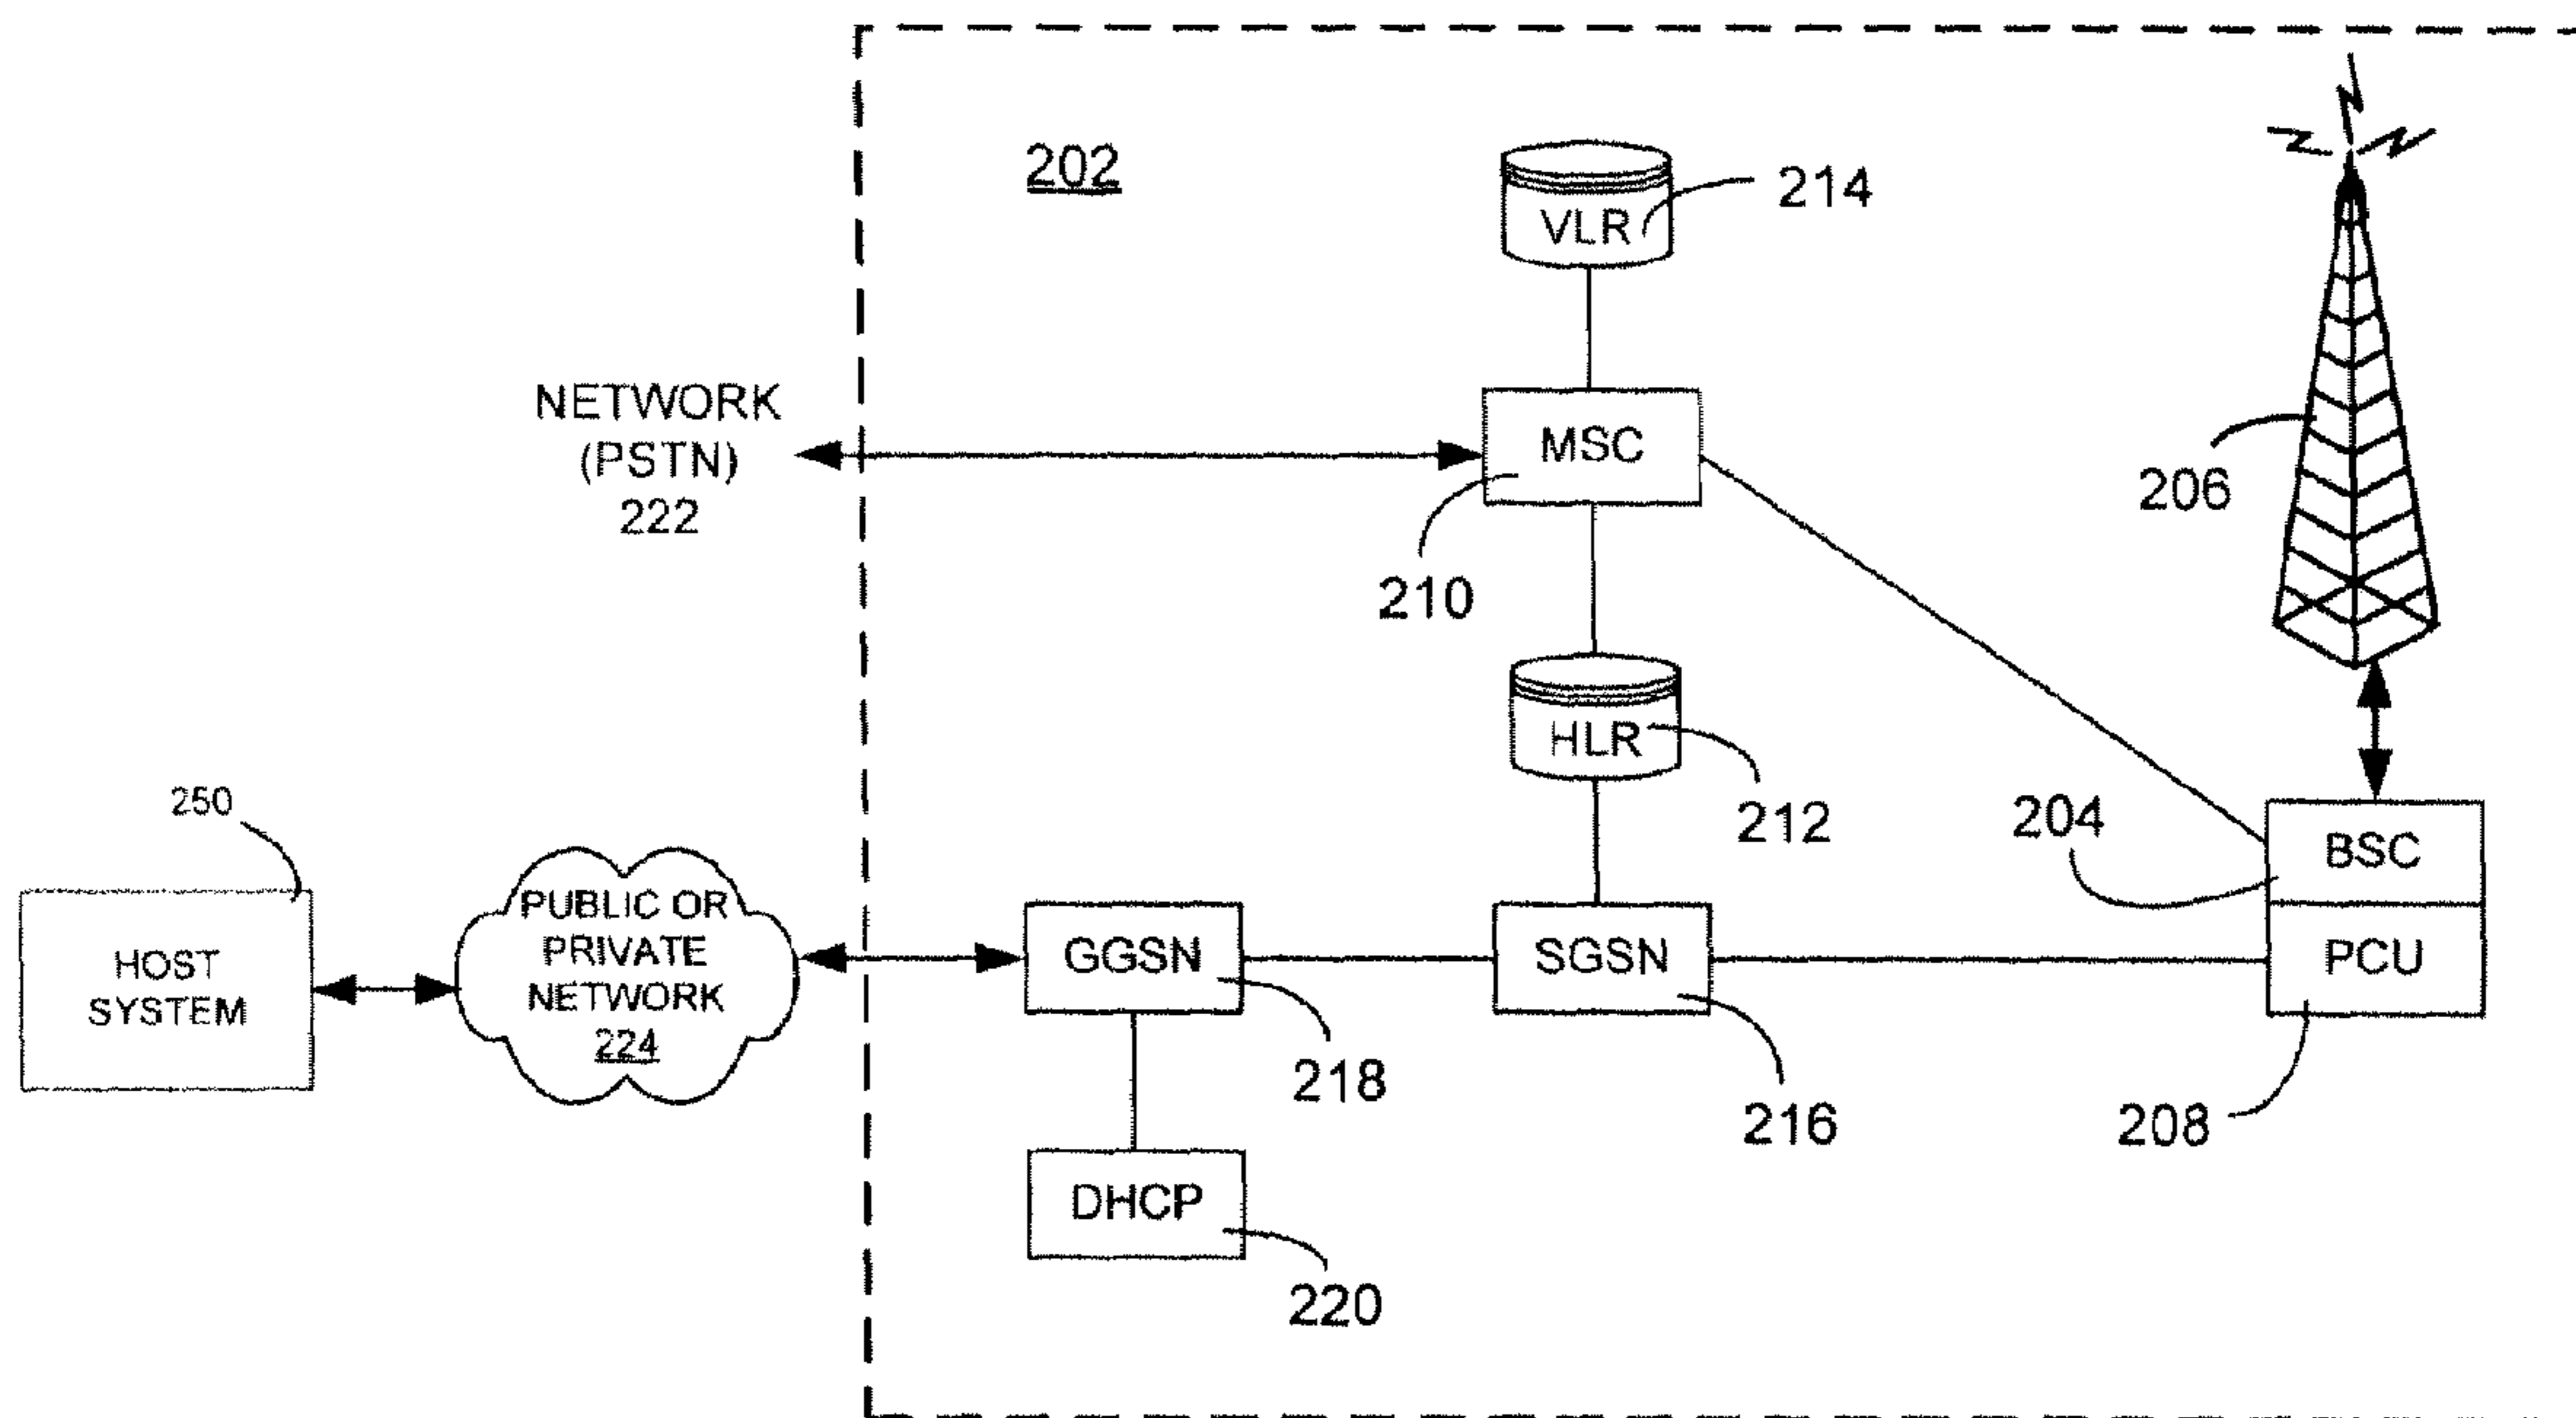 202
VLR
214
NETWORK
(PSTN)
222
MSC
210
206
HLR
212
250
HOST
SYSTEM
PUBLIC OR
PRIVATE
NETWORK
224
GGSN
218
SGSN
216
204
BSC
PCU
208
DHCP
220